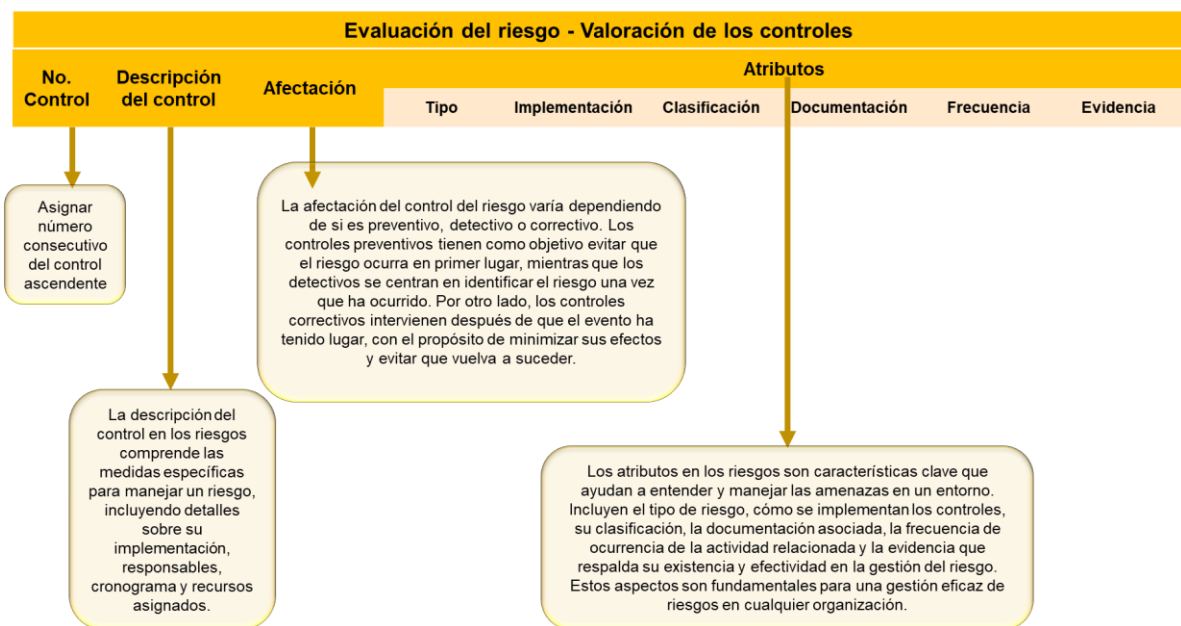 Evaluación del riesgo - Valoración de los controles
No.
Control
Descripción
del control
Afectación
Atributos
Tipo
Implementación
Clasificación
Documentación
Frecuencia
Evidencia
Asignar
número
consecutivo
del control
ascendente
La afectación del control del riesgo varía dependiendo
de si es preventivo, detectivo o correctivo. Los
controles preventivos tienen como objetivo evitar que
el riesgo ocurra en primer lugar, mientras que los
detectivos se centran en identificar el riesgo una vez
que ha ocurrido. Por otro lado, los controles
correctivos intervienen después de que el evento ha
tenido lugar, con el propósito de minimizar sus efectos
y evitar que vuelva a suceder.
La descripción del
control en los riesgos
comprende las
medidas específicas
para manejar un riesgo,
incluyendo detalles
sobre su
implementación,
responsables,
cronograma y recursos
asignados.
Los atributos en los riesgos son características clave que
ayudan a entender y manejar las amenazas en un entorno.
Incluyen el tipo de riesgo, cómo se implementan los controles,
su clasificación, la documentación asociada, la frecuencia de
ocurrencia de la actividad relacionada y la evidencia que
respalda su existencia y efectividad en la gestión del riesgo.
Estos aspectos son fundamentales para una gestión eficaz de
riesgos en cualquier organización.